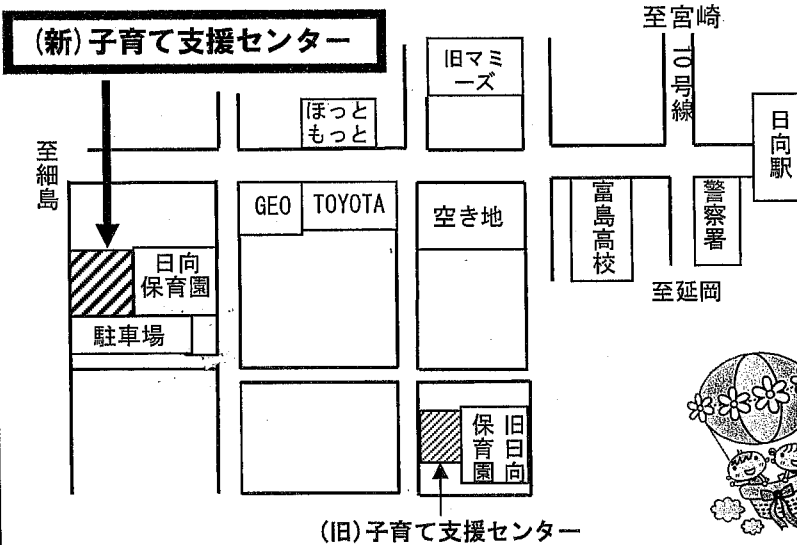 至宮崎
(新)子育て支援センター
旧マミ
ーズ
10号線
ほっと
もっと
日向駅
至細島
GEO
TOYOTA
空き地
富島高校
警察署
日向
保育園
至延岡
駐車場
旧日向
保育園
(旧)子育て支援センター